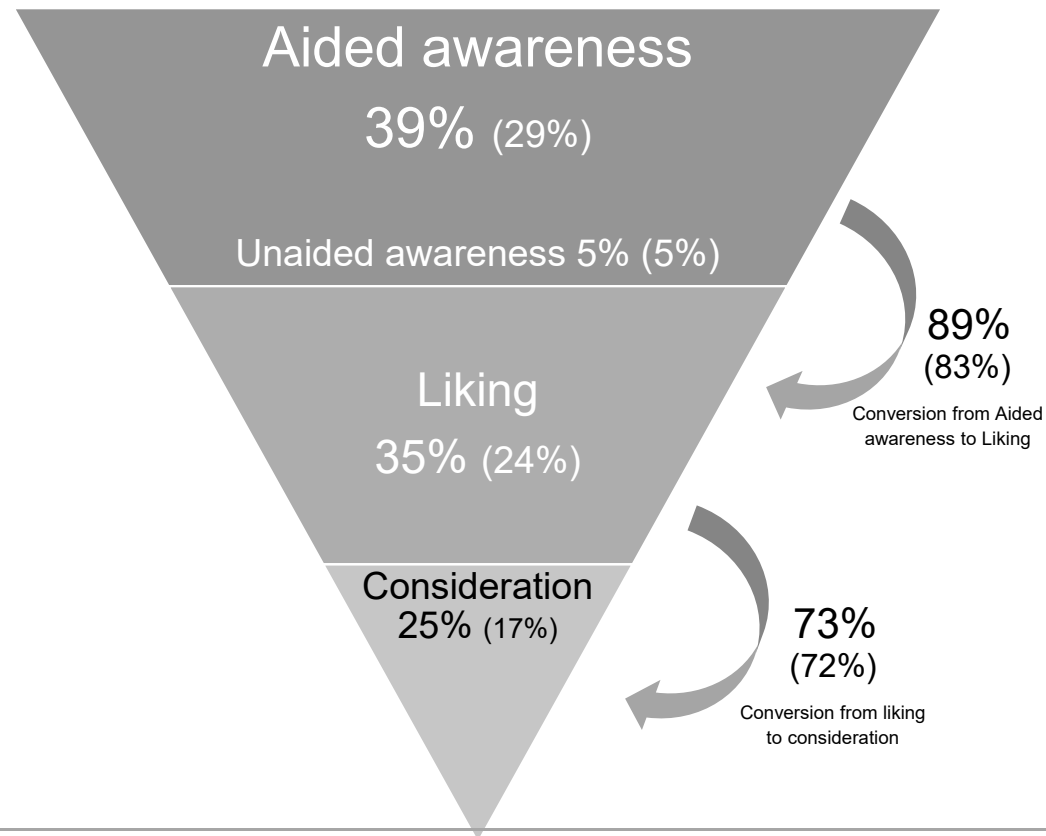 Aided awareness
39% (29%)
Unaided awareness 5% (5%)
89%
(83%)
Conversion from Aided
awareness to Liking
Liking
35% (24%)
Consideration
25% (17%)
73%
(72%)
Conversion from liking
to consideration